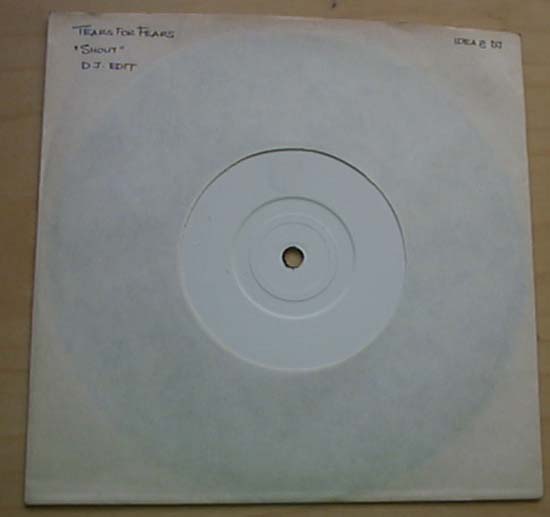 TEARS FOR FEARS
"SHOUT"
D.J. EDIT
IDEA 8 DJ